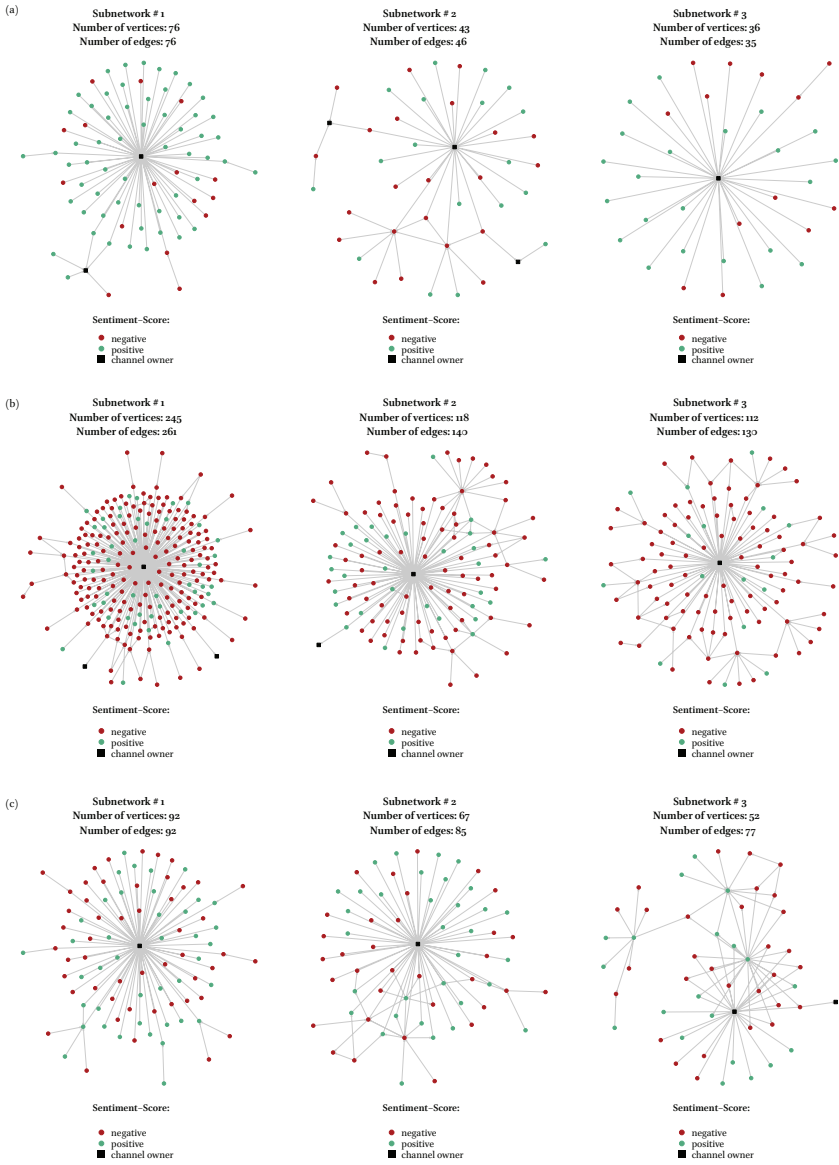 (a)
Subnetwork # 1
Number of vertices: 76
Number of edges: 76
Subnetwork # 2
Number of vertices: 43
Number of edges: 46
Subnetwork # 3
Number of vertices: 36
Number of edges: 35
Sentiment–Score:
negative
positive
channel owner
Sentiment–Score:
negative
positive
channel owner
Sentiment–Score:
negative
positive
channel owner
(b)
Subnetwork # 1
Number of vertices: 245
Number of edges: 261
Subnetwork # 2
Number of vertices: 118
Number of edges: 140
Subnetwork # 3
Number of vertices: 112
Number of edges: 130
Sentiment–Score:
negative
positive
channel owner
Sentiment–Score:
negative
positive
channel owner
Sentiment–Score:
negative
positive
channel owner
(c)
Subnetwork # 1
Number of vertices: 92
Number of edges: 92
Subnetwork # 2
Number of vertices: 67
Number of edges: 85
Subnetwork # 3
Number of vertices: 52
Number of edges: 77
Sentiment–Score:
negative
positive
channel owner
Sentiment–Score:
negative
positive
channel owner
Sentiment–Score:
negative
positive
channel owner